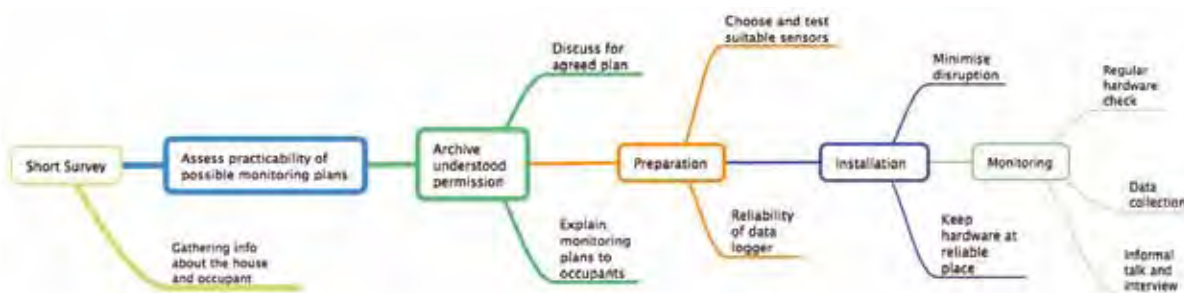 Short Survey
Gathering info
about the house
and occupant
Assess practicability of
possible monitoring plans
Archive
understood
permission
Discuss for
agreed plan
Explain
monitoring
plans to
occupants
Preparation
Choose and test
suitable sensors
Reliability
of data
logger
Installation
Minimise
disruption
Keep
hardware at
reliable
place
Monitoring
Regular
hardware
check
Data
collection
Informal
talk and
interview